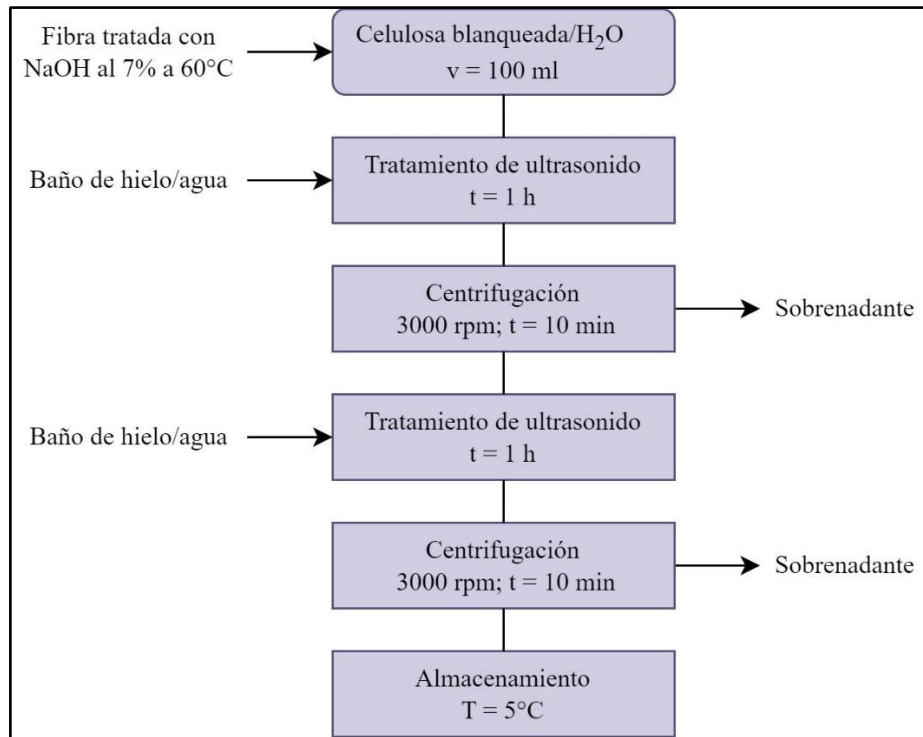 Fibra tratada con
NaOH al 7% a 60°C
Celulosa blanqueada/H₂O
v = 100 ml
Baño de hielo/agua
Tratamiento de ultrasonido
t = 1 h
Centrifugación
3000 rpm; t = 10 min
Sobrenadante
Baño de hielo/agua
Tratamiento de ultrasonido
t = 1 h
Centrifugación
3000 rpm; t = 10 min
Sobrenadante
Almacenamiento
T = 5°C